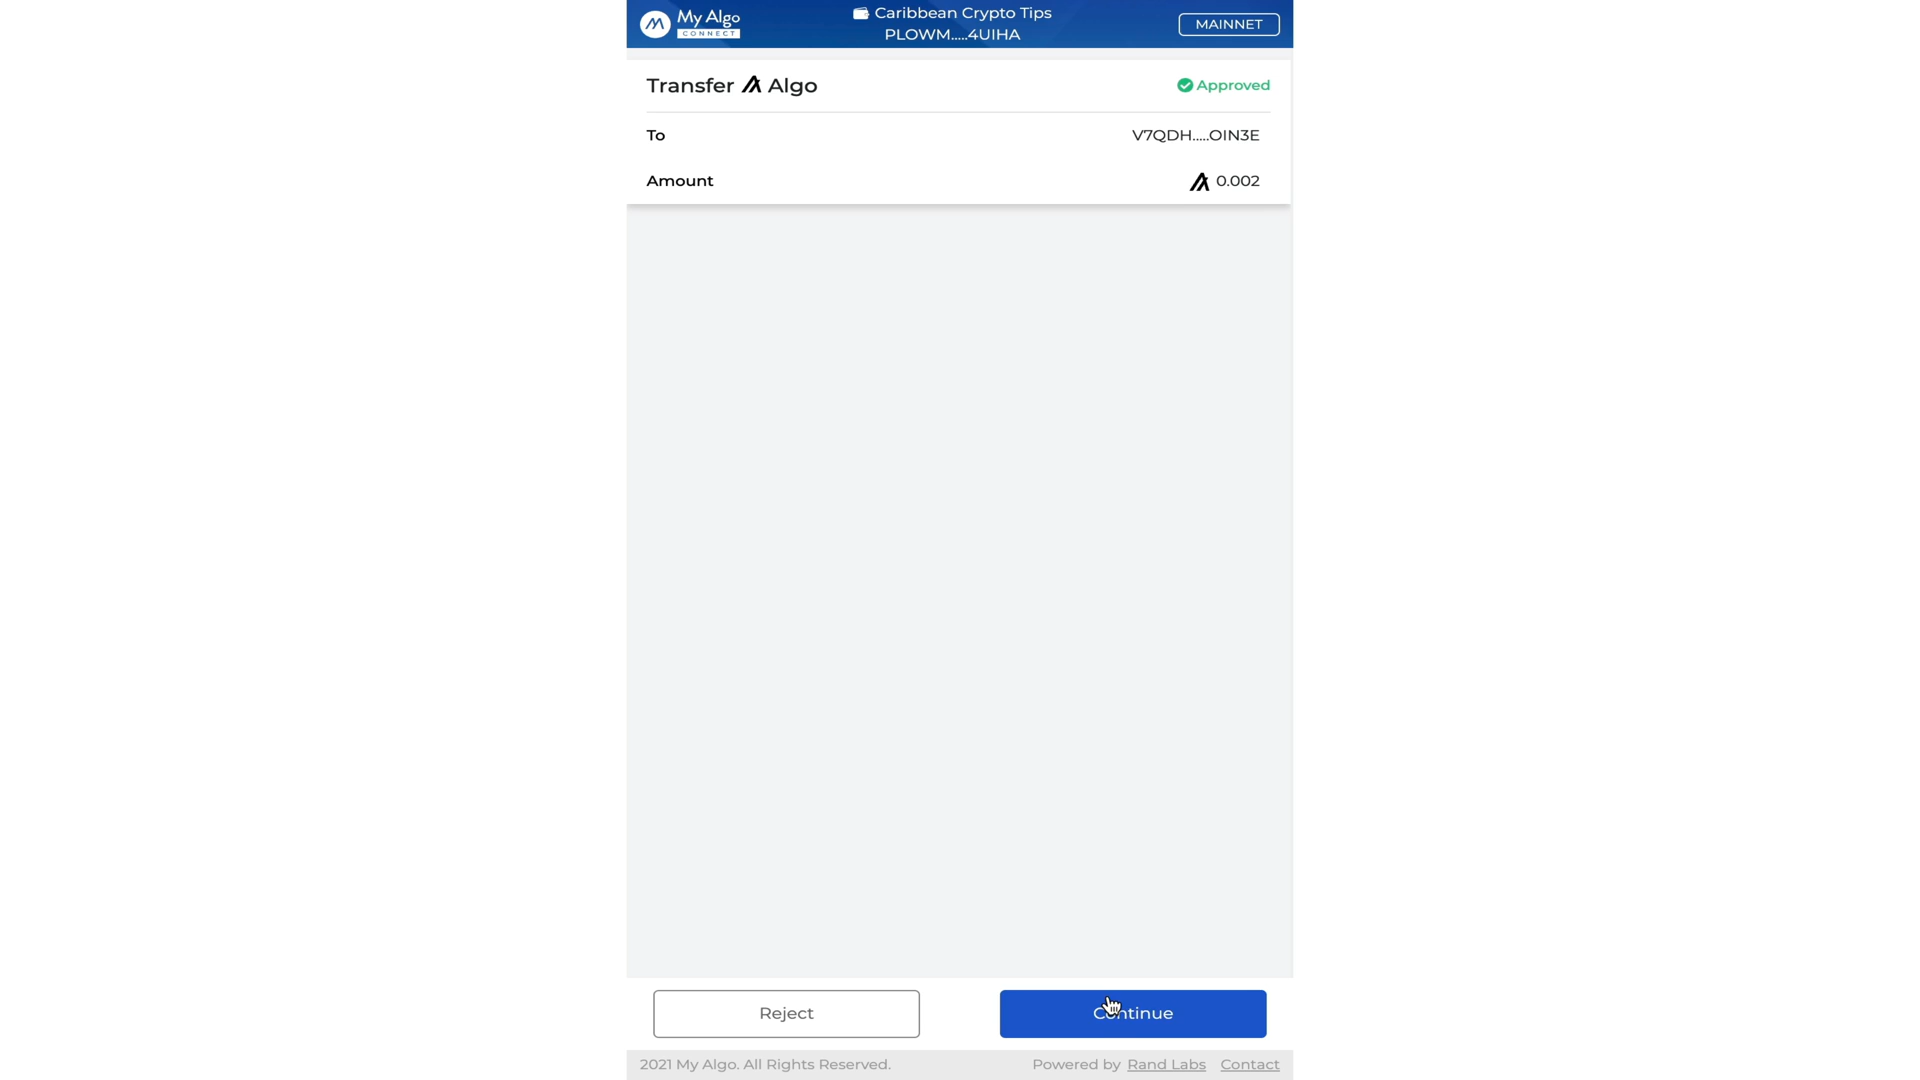 My Algo
CONNECT
Caribbean Crypto Tips
PLOWM.....4UIHA
MAINNET
Transfer Algo
Approved
To
V7QDH.....OIN3E
Amount
0.002
Reject
Continue
2021 My Algo. All Rights Reserved.
Powered by Rand Labs Contact